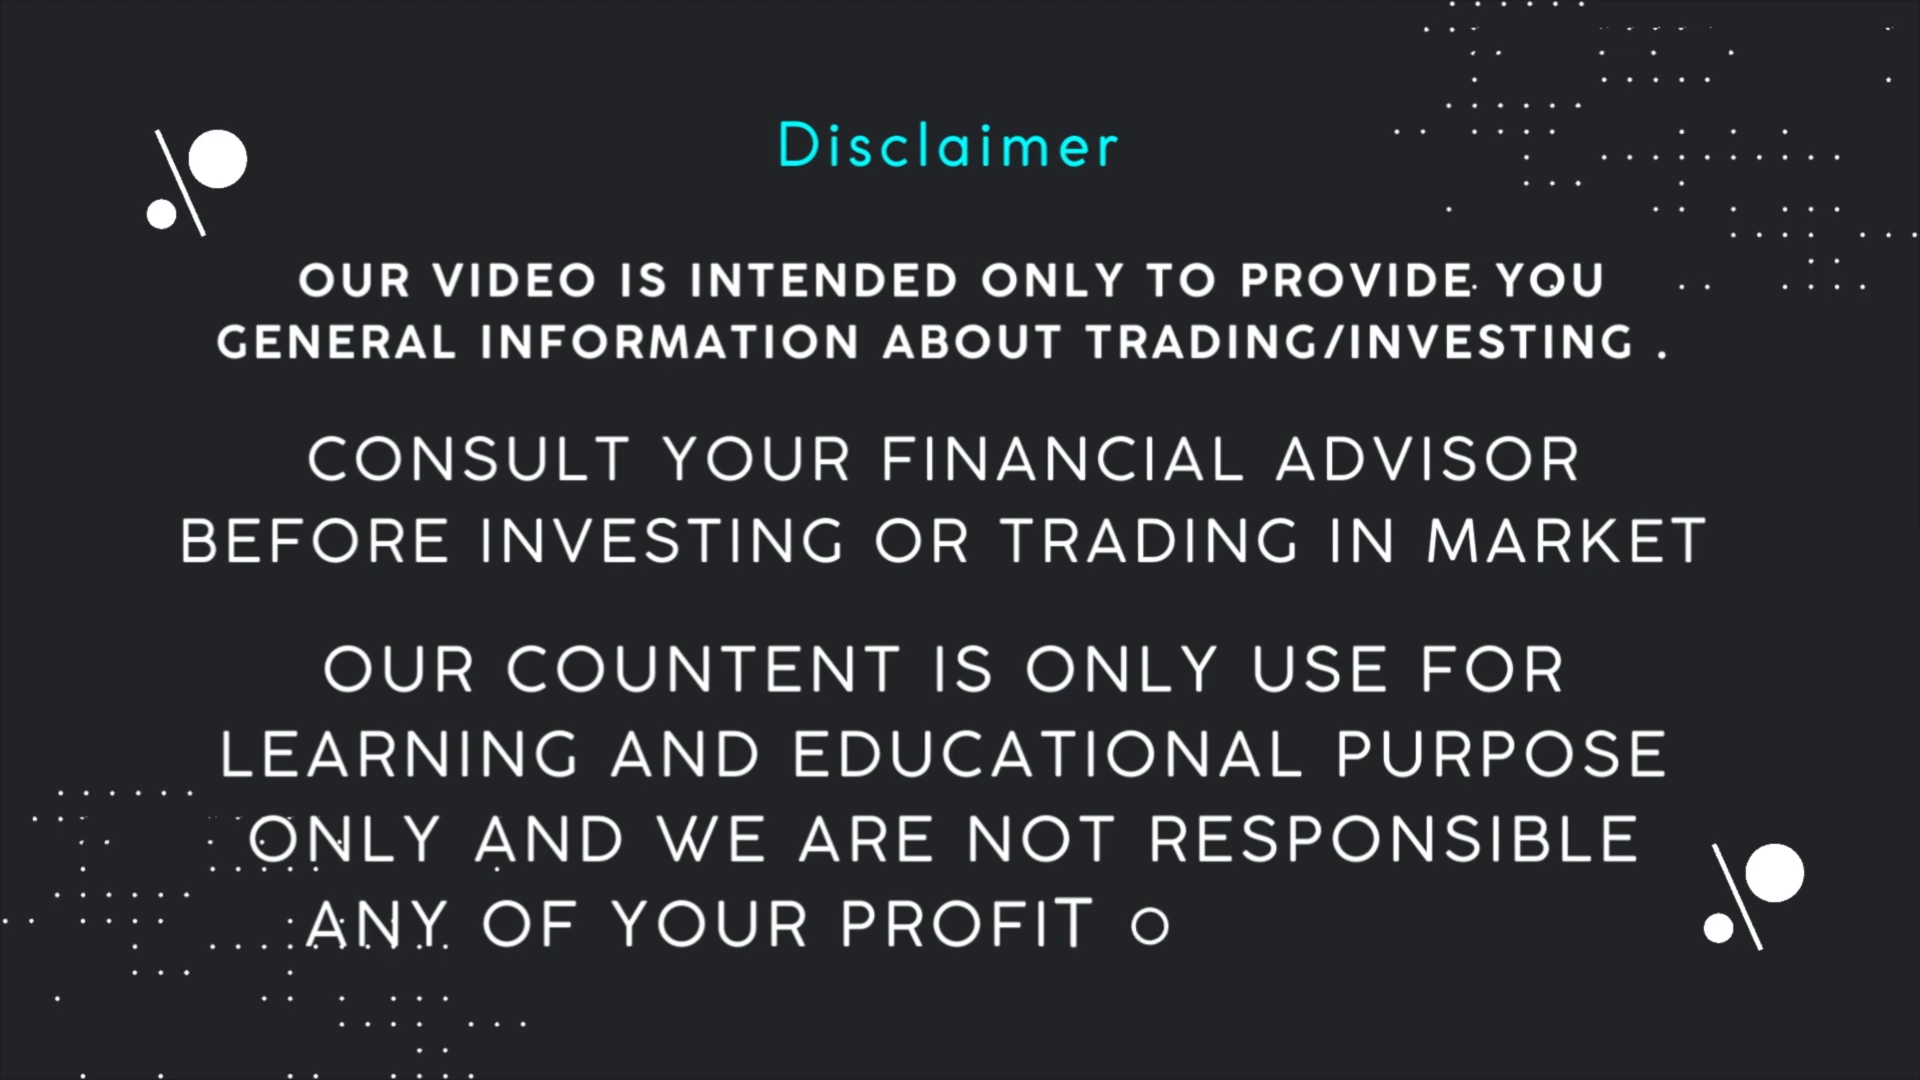 Disclaimer
OUR VIDEO IS INTENDED ONLY TO PROVIDE YOU
GENERAL INFORMATION ABOUT TRADING/INVESTING .
CONSULT YOUR FINANCIAL ADVISOR
BEFORE INVESTING OR TRADING IN MARKET
OUR COUNTENT IS ONLY USE FOR
LEARNING AND EDUCATIONAL PURPOSE
ONLY AND WE ARE NOT RESPONSIBLE
ANY OF YOUR PROFIT O